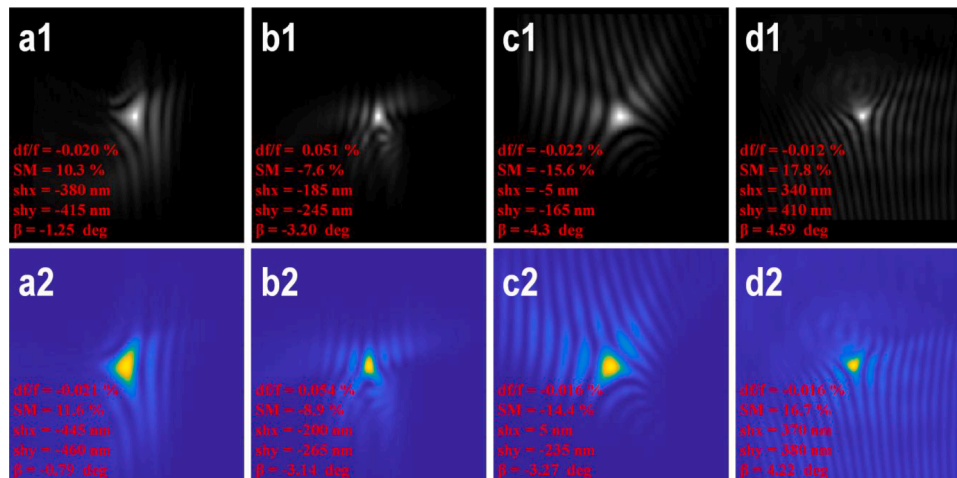 a1
df/f = -0.020 %
SM = 10.3 %
shx = -380 nm
shy = -415 nm
β = -1.25 deg
b1
df/f = 0.051 %
SM = -7.6 %
shx = -185 nm
shy = -245 nm
β = -3.20 deg
c1
df/f = -0.022 %
SM = -15.6 %
shx = -5 nm
shy = -165 nm
β = -4.3 deg
d1
df/f = -0.012 %
SM = 17.8 %
shx = 340 nm
shy = 410 nm
β = 4.59 deg
a2
df/f = -0.021 %
SM = 11.6 %
shx = -445 nm
shy = -460 nm
β = -0.79 deg
b2
df/f = 0.054 %
SM = -8.9 %
shx = -200 nm
shy = -265 nm
β = -3.14 deg
c2
df/f = -0.016 %
SM = -14.4 %
shx = 5 nm
shy = -235 nm
β = -3.27 deg
d2
df/f = -0.016 %
SM = 16.7 %
shx = 370 nm
shy = 380 nm
β = 4.22 deg